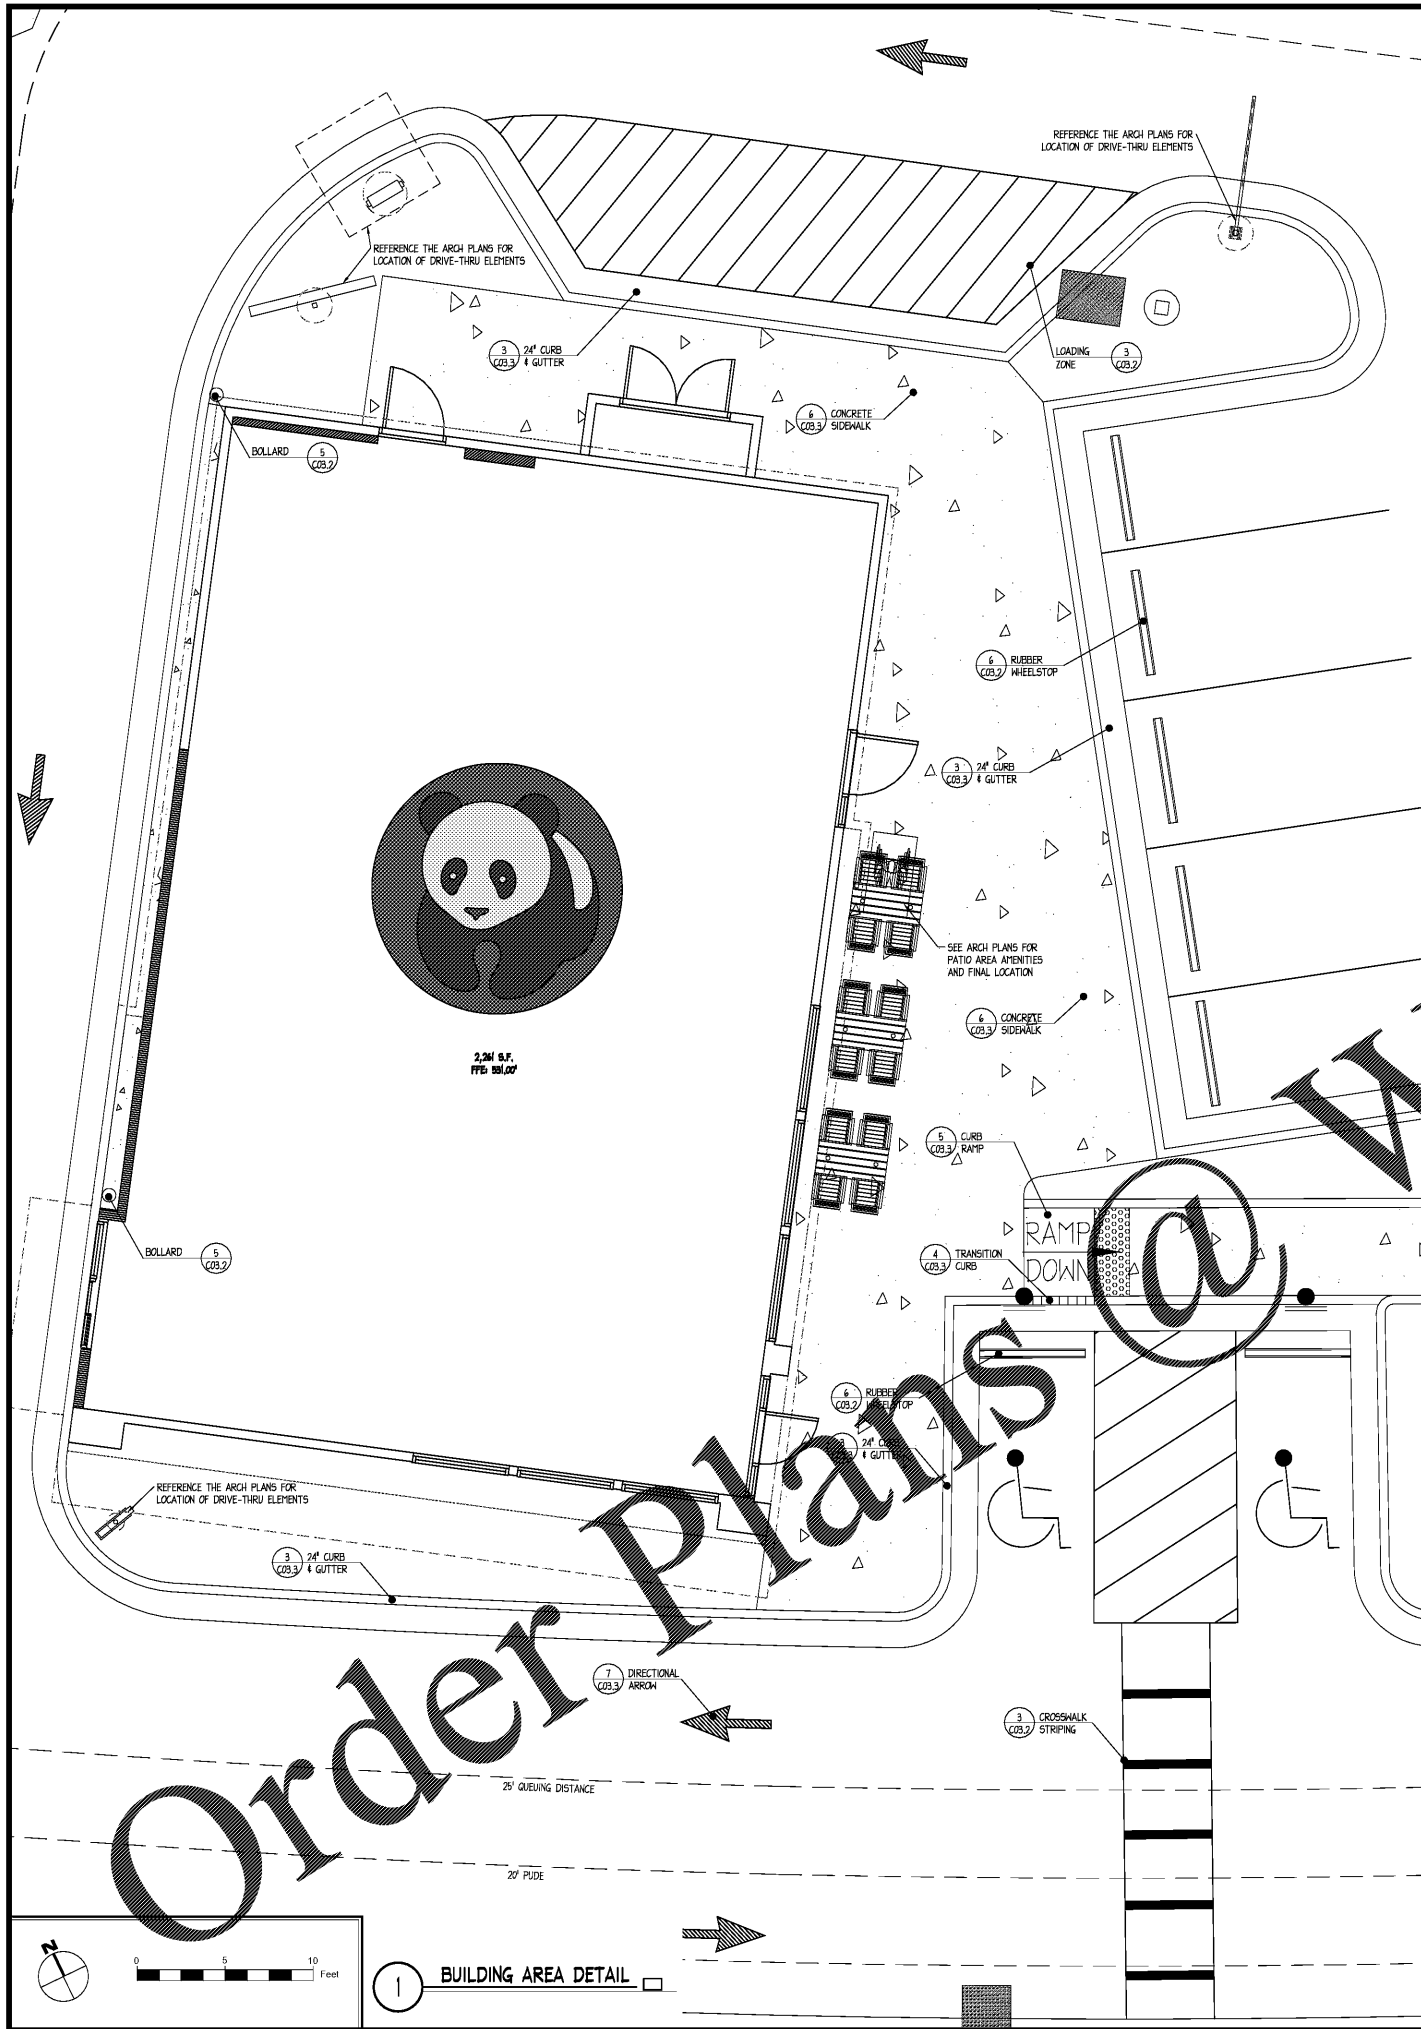 REFERENCE THE ARCH PLANS FOR
LOCATION OF DRIVE-THRU ELEMENTS
REFERENCE THE ARCH PLANS FOR
LOCATION OF DRIVE-THRU ELEMENTS
3
C03.3
24" CURB
& GUTTER
LOADING
ZONE
3
C03.2
6
C03.3
CONCRETE
SIDEWALK
BOLLARD
5
C03.2
6
C03.2
RUBBER
WHEELSTOP
3
C03.3
24" CURB
& GUTTER
SEE ARCH PLANS FOR
PATIO AREA AMENITIES
AND FINAL LOCATION
6
C03.3
CONCRETE
SIDEWALK
2,261 S.F.
FFE: 551.00'
5
C03.3
CURB
RAMP
RAMP
DOWN
BOLLARD
5
C03.2
4
C03.3
TRANSITION
CURB
6
C03.2
RUBBER
WHEELSTOP
3
24" CURB
& GUTTER
REFERENCE THE ARCH PLANS FOR
LOCATION OF DRIVE-THRU ELEMENTS
3
C03.3
24" CURB
& GUTTER
7
C03.3
DIRECTIONAL
ARROW
3
C03.2
CROSSWALK
STRIPING
25' QUEUING DISTANCE
20' PUDE
Order Plans @ w
N
0 5 10
Feet
1
BUILDING AREA DETAIL